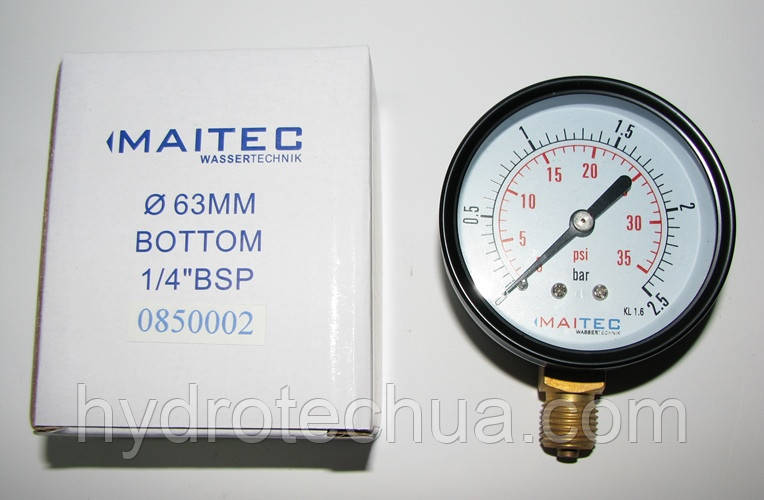 MAITEC
WASSERTECHNIK
Ø 63MM
BOTTOM
1/4"BSP
0850002
0.5
1
1.5
2
2.5
5
10
15
20
30
35
psi
bar
KL 1.6
MAITEC
WASSERTECHNIK
hydrotechua.com.ua